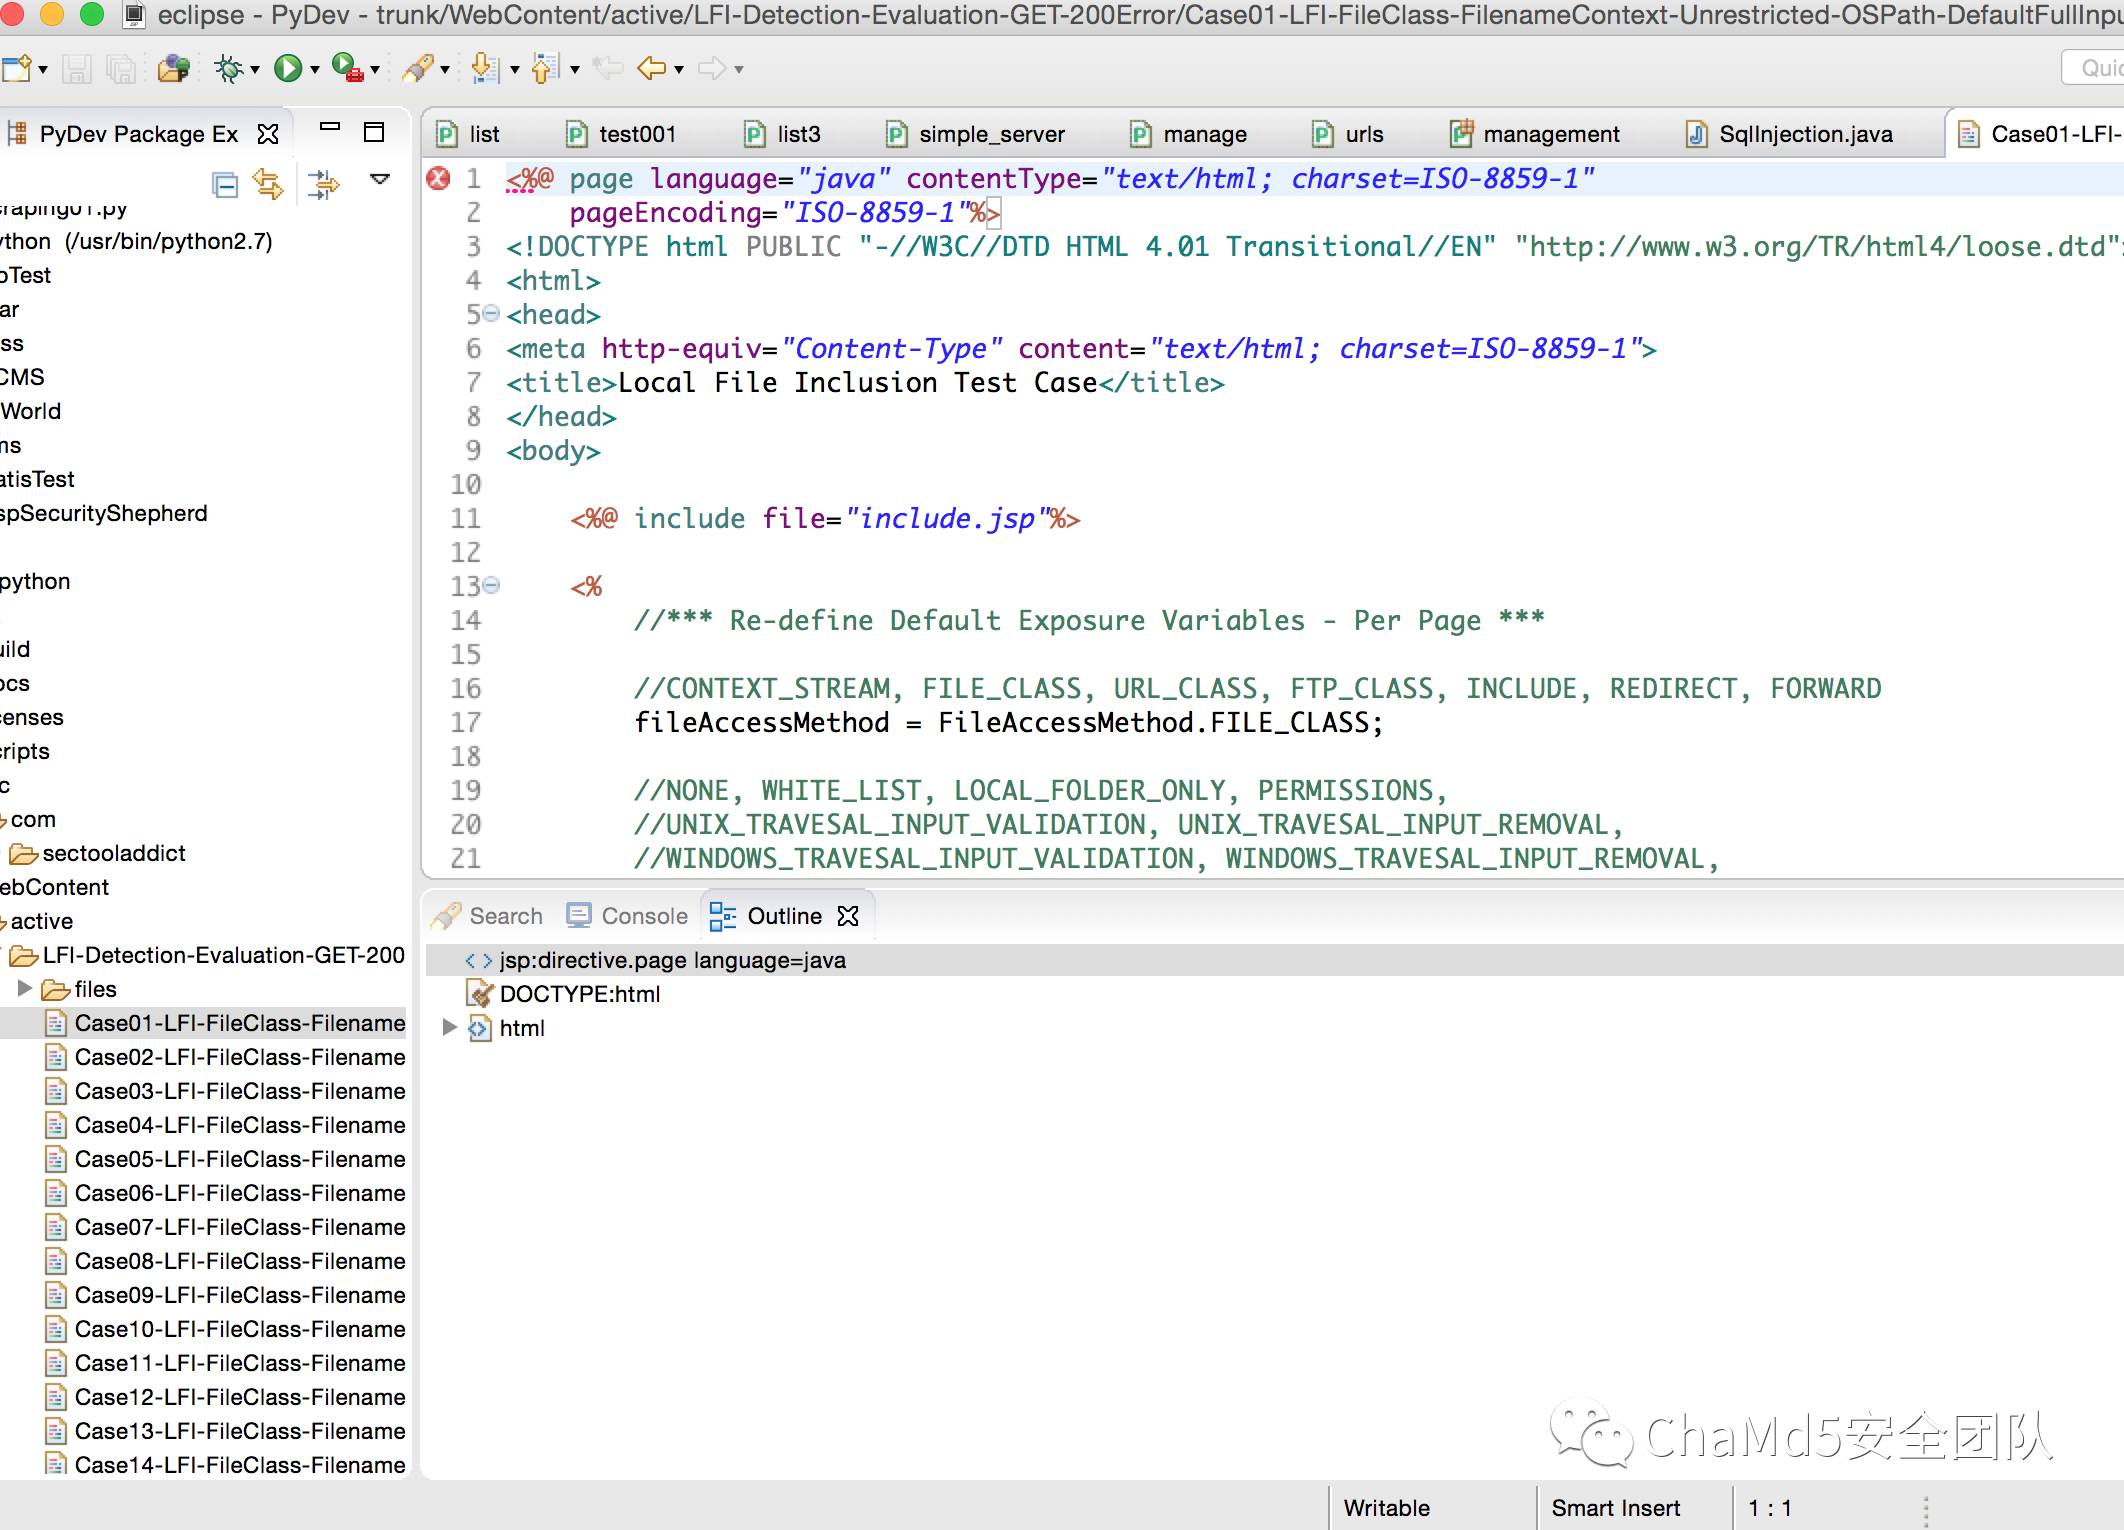 eclipse - PyDev - trunk/WebContent/active/LFI-Detection-Evaluation-GET-200Error/Case01-LFI-FileClass-FilenameContext-Unrestricted-OSPath-DefaultFullInpu
Quic
PyDev Package Ex
list
test001
list3
simple_server
manage
urls
management
SqlInjection.java
Case01-LFI-
raping01.py
ython (/usr/bin/python2.7)
oTest
ar
ss
CMS
World
ms
atisTest
spSecurityShepherd
python
uild
ocs
enses
ripts
c
com
sectooladdict
ebContent
active
LFI-Detection-Evaluation-GET-200
files
Case01-LFI-FileClass-Filename
Case02-LFI-FileClass-Filename
Case03-LFI-FileClass-Filename
Case04-LFI-FileClass-Filename
Case05-LFI-FileClass-Filename
Case06-LFI-FileClass-Filename
Case07-LFI-FileClass-Filename
Case08-LFI-FileClass-Filename
Case09-LFI-FileClass-Filename
Case10-LFI-FileClass-Filename
Case11-LFI-FileClass-Filename
Case12-LFI-FileClass-Filename
Case13-LFI-FileClass-Filename
Case14-LFI-FileClass-Filename
1 <%@ page language="java" contentType="text/html; charset=ISO-8859-1"
2 pageEncoding="ISO-8859-1"%>
3 <!DOCTYPE html PUBLIC "-//W3C//DTD HTML 4.01 Transitional//EN" "http://www.w3.org/TR/html4/loose.dtd"
4 <html>
5 <head>
6 <meta http-equiv="Content-Type" content="text/html; charset=ISO-8859-1">
7 <title>Local File Inclusion Test Case</title>
8 </head>
9 <body>
10
11 <%@ include file="include.jsp"%>
12
13 <%
14 //*** Re-define Default Exposure Variables - Per Page ***
15
16 //CONTEXT_STREAM, FILE_CLASS, URL_CLASS, FTP_CLASS, INCLUDE, REDIRECT, FORWARD
17 fileAccessMethod = FileAccessMethod.FILE_CLASS;
18
19 //NONE, WHITE_LIST, LOCAL_FOLDER_ONLY, PERMISSIONS,
20 //UNIX_TRAVESAL_INPUT_VALIDATION, UNIX_TRAVESAL_INPUT_REMOVAL,
21 //WINDOWS_TRAVESAL_INPUT_VALIDATION, WINDOWS_TRAVESAL_INPUT_REMOVAL,
Search
Console
Outline
jsp:directive.page language=java
DOCTYPE:html
html
ChaMd5安全团队
Writable
Smart Insert
1 : 1